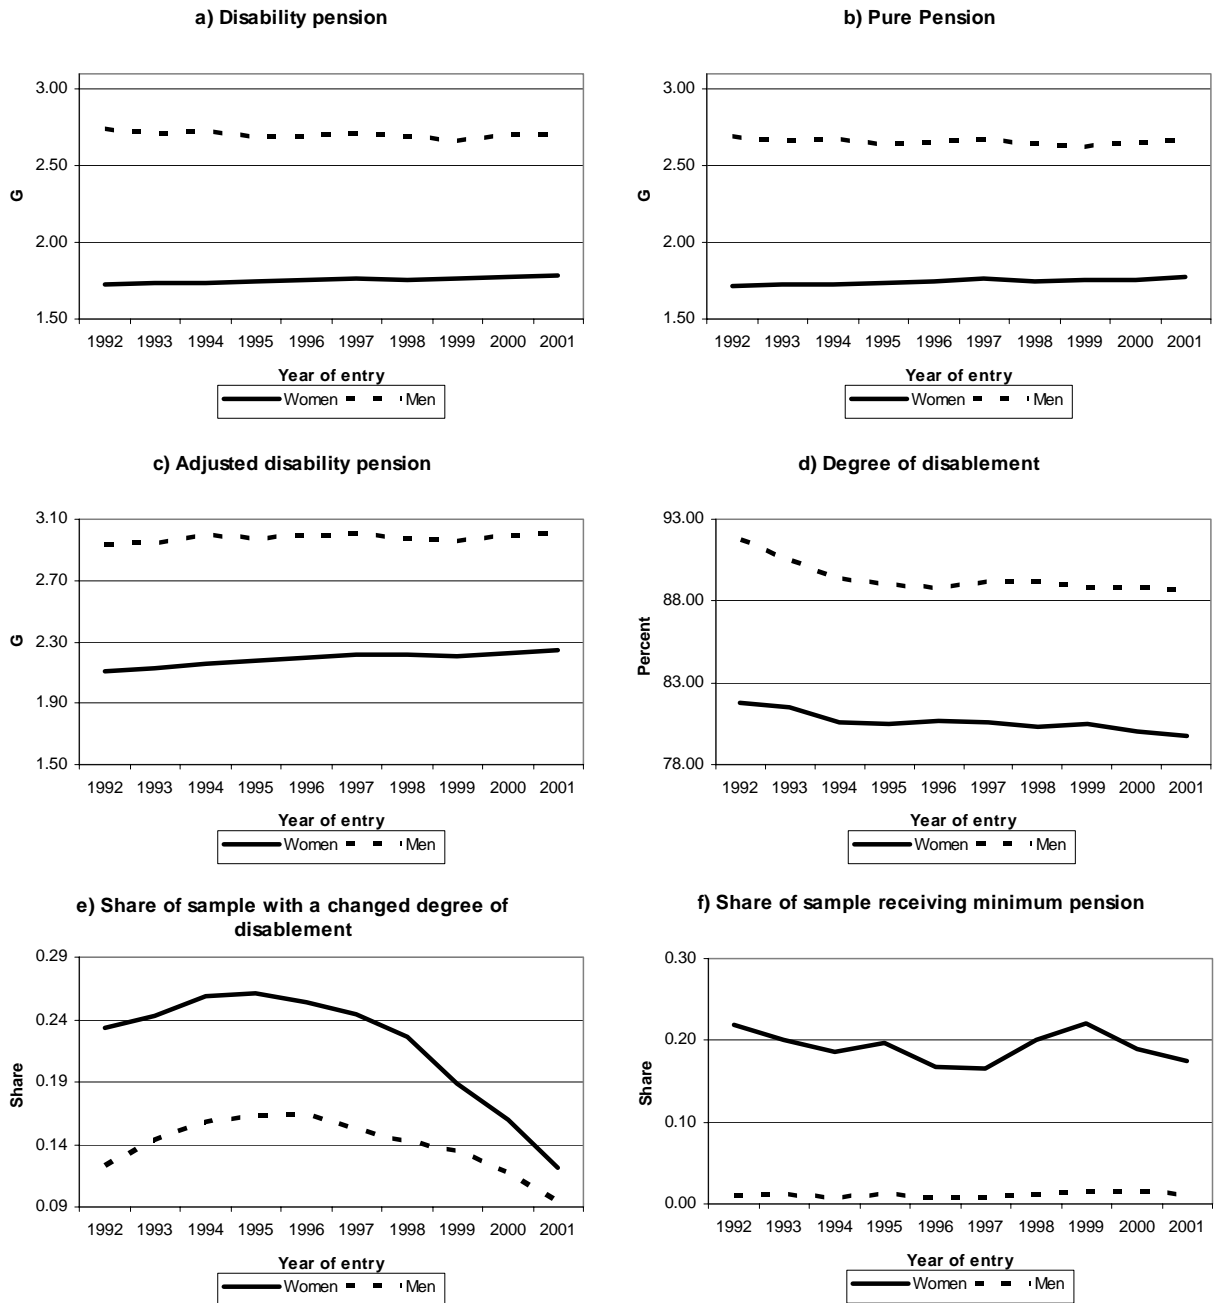 a) Disability pension
3.00
2.50
2.00
1.50
G
1992 1993 1994 1995 1996 1997 1998 1999 2000 2001
Year of entry
Women Men
b) Pure Pension
3.00
2.50
2.00
1.50
G
1992 1993 1994 1995 1996 1997 1998 1999 2000 2001
Year of entry
Women Men
c) Adjusted disability pension
3.10
2.70
2.30
1.90
1.50
G
1992 1993 1994 1995 1996 1997 1998 1999 2000 2001
Year of entry
Women Men
d) Degree of disablement
93.00
88.00
83.00
78.00
Percent
1992 1993 1994 1995 1996 1997 1998 1999 2000 2001
Year of entry
Women Men
e) Share of sample with a changed degree of
disablement
0.29
0.24
0.19
0.14
0.09
Share
1992 1993 1994 1995 1996 1997 1998 1999 2000 2001
Year of entry
Women Men
f) Share of sample receiving minimum pension
0.30
0.20
0.10
0.00
Share
1992 1993 1994 1995 1996 1997 1998 1999 2000 2001
Year of entry
Women Men